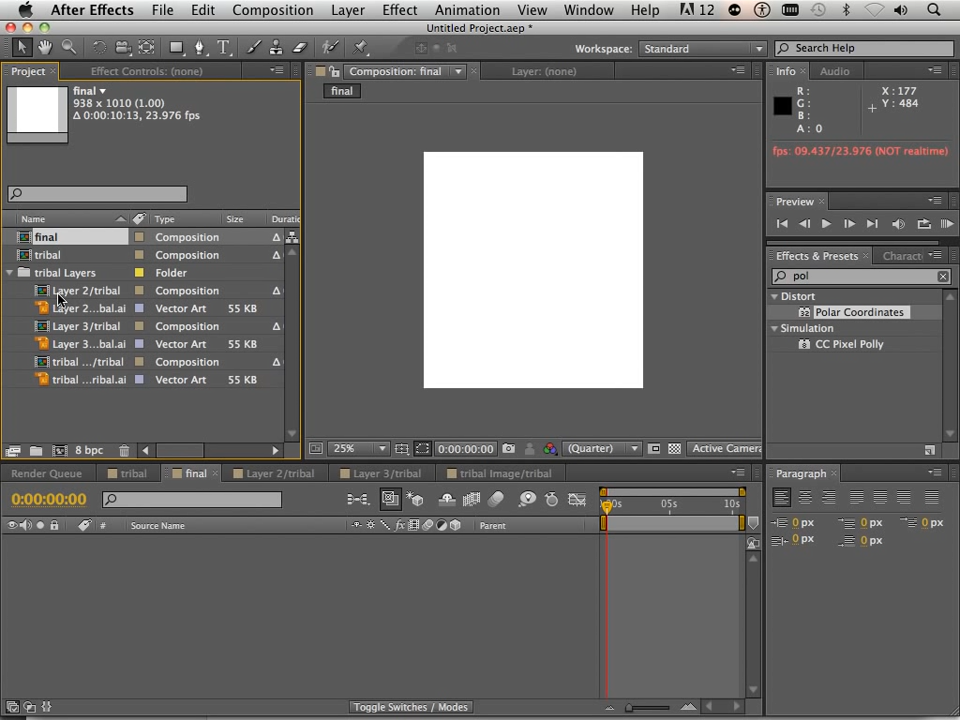 After Effects File Edit Composition Layer Effect Animation View Window Help 12
Untitled Project.aep *
Workspace: Standard Search Help
Project Effect Controls: (none)
final
938 x 1010 (1.00)
Δ 0:00:10:13, 23.976 fps
Name Type Size Duratic
final Composition Δ
tribal Composition Δ
tribal Layers Folder
Layer 2/tribal Composition Δ
Layer 2...bal.ai Vector Art 55 KB
Layer 3/tribal Composition Δ
Layer 3...bal.ai Vector Art 55 KB
tribal .../tribal Composition Δ
tribal ...ribal.ai Vector Art 55 KB
8 bpc
Composition: final Layer: (none)
final
25% 0:00:00:00 (Quarter) Active Camera
Info Audio
R : X : 177
G : Y : 484
B :
A : 0
fps: 09.437/23.976 (NOT realtime)
Preview
Effects & Presets Charact
pol
Distort
32 Polar Coordinates
Simulation
8 CC Pixel Polly
Render Queue tribal final Layer 2/tribal Layer 3/tribal tribal Image/tribal
0:00:00:00
# Source Name Parent
00s 05s 10s
Toggle Switches / Modes
Paragraph
0 px 0 px 0 px
0 px 0 px